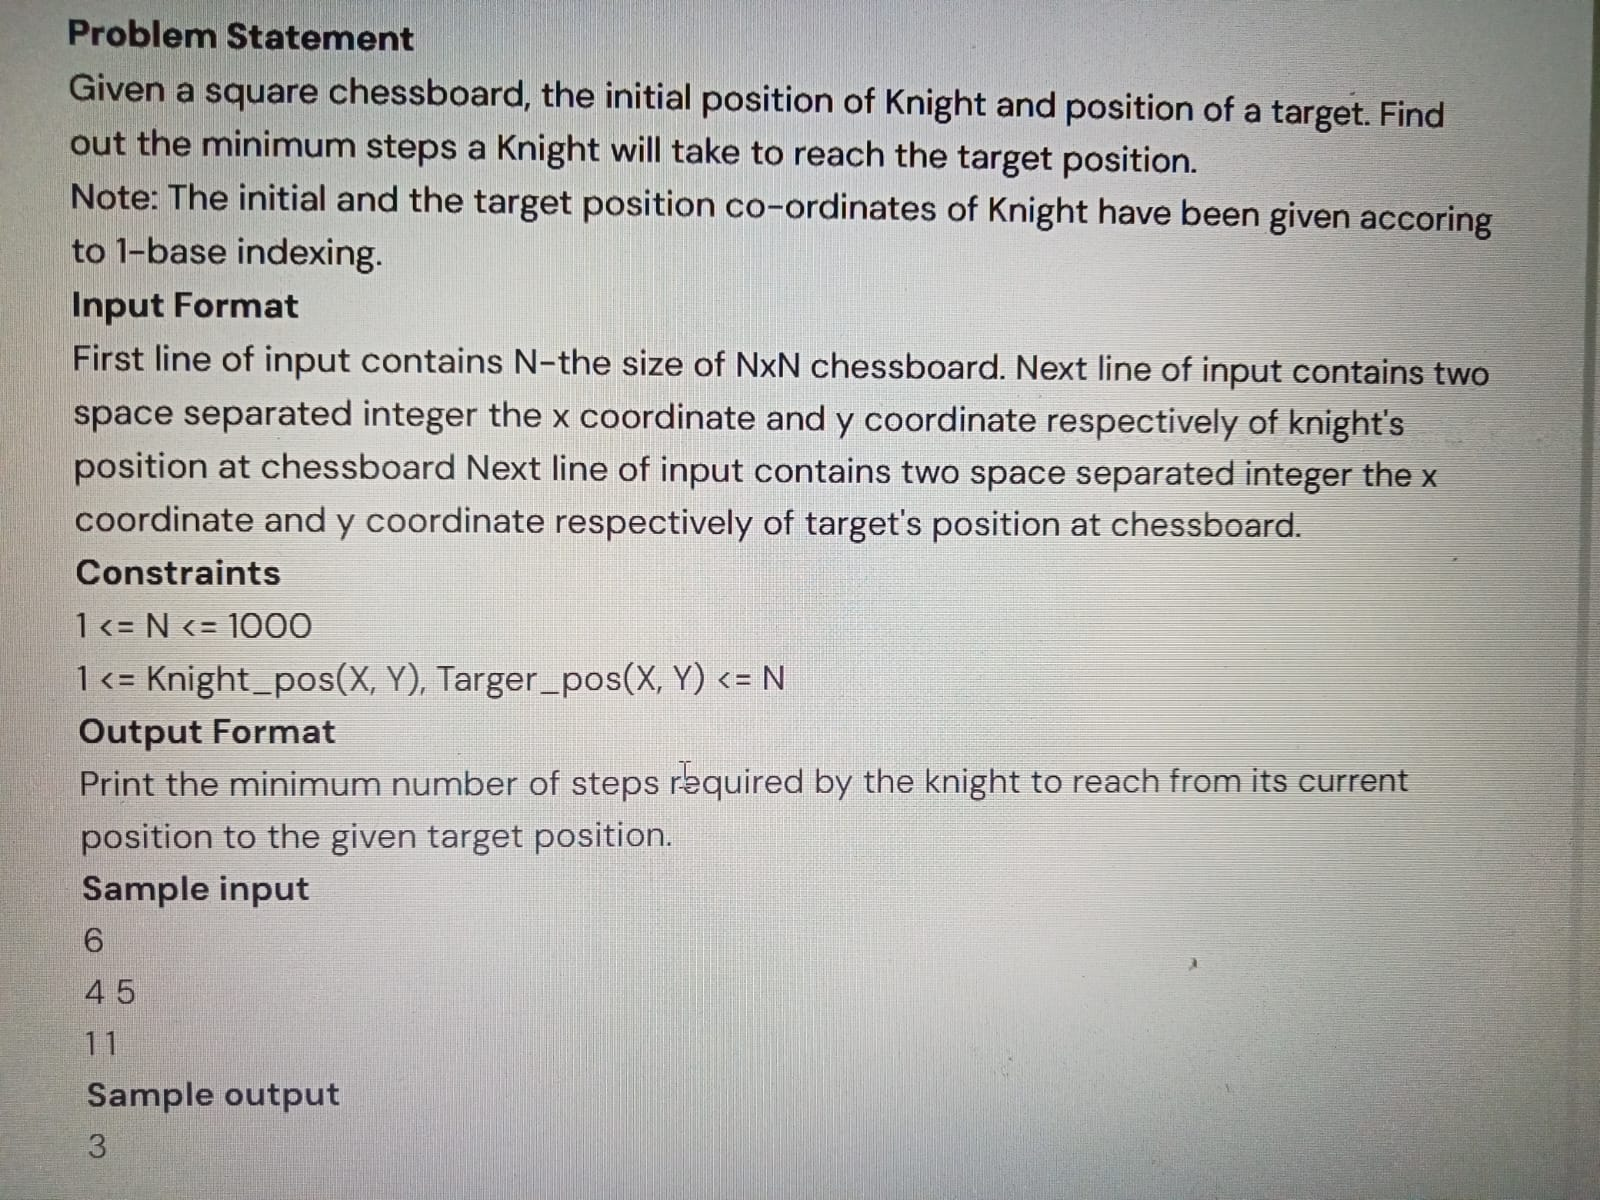 Problem Statement
Given a square chessboard, the initial position of Knight and position of a target. Find
out the minimum steps a Knight will take to reach the target position.
Note: The initial and the target position co-ordinates of Knight have been given accoring
to 1-base indexing.
Input Format
First line of input contains N-the size of NxN chessboard. Next line of input contains two
space separated integer the x coordinate and y coordinate respectively of knight's
position at chessboard Next line of input contains two space separated integer the x
coordinate and y coordinate respectively of target's position at chessboard.
Constraints
1 <= N <= 1000
1 <= Knight_pos(X, Y), Targer_pos(X, Y) <= N
Output Format
Print the minimum number of steps required by the knight to reach from its current
position to the given target position.
Sample input
6
4 5
1 1
Sample output
3